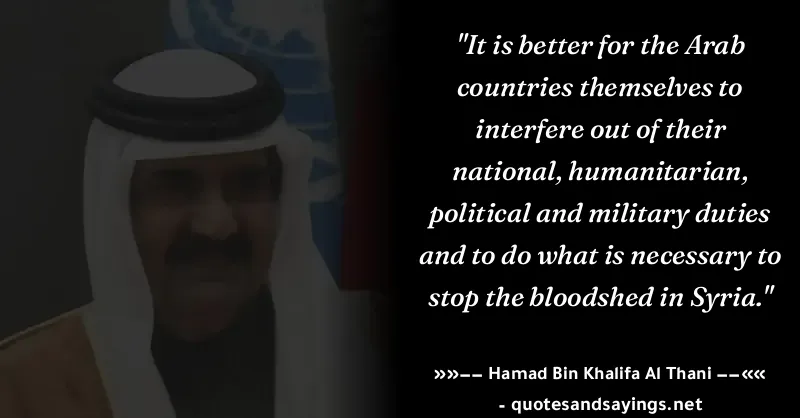 "It is better for the Arab
countries themselves to
interfere out of their
national, humanitarian,
political and military duties
and to do what is necessary to
stop the bloodshed in Syria."
»»−− Hamad Bin Khalifa Al Thani −−««
- quotesandsayings.net